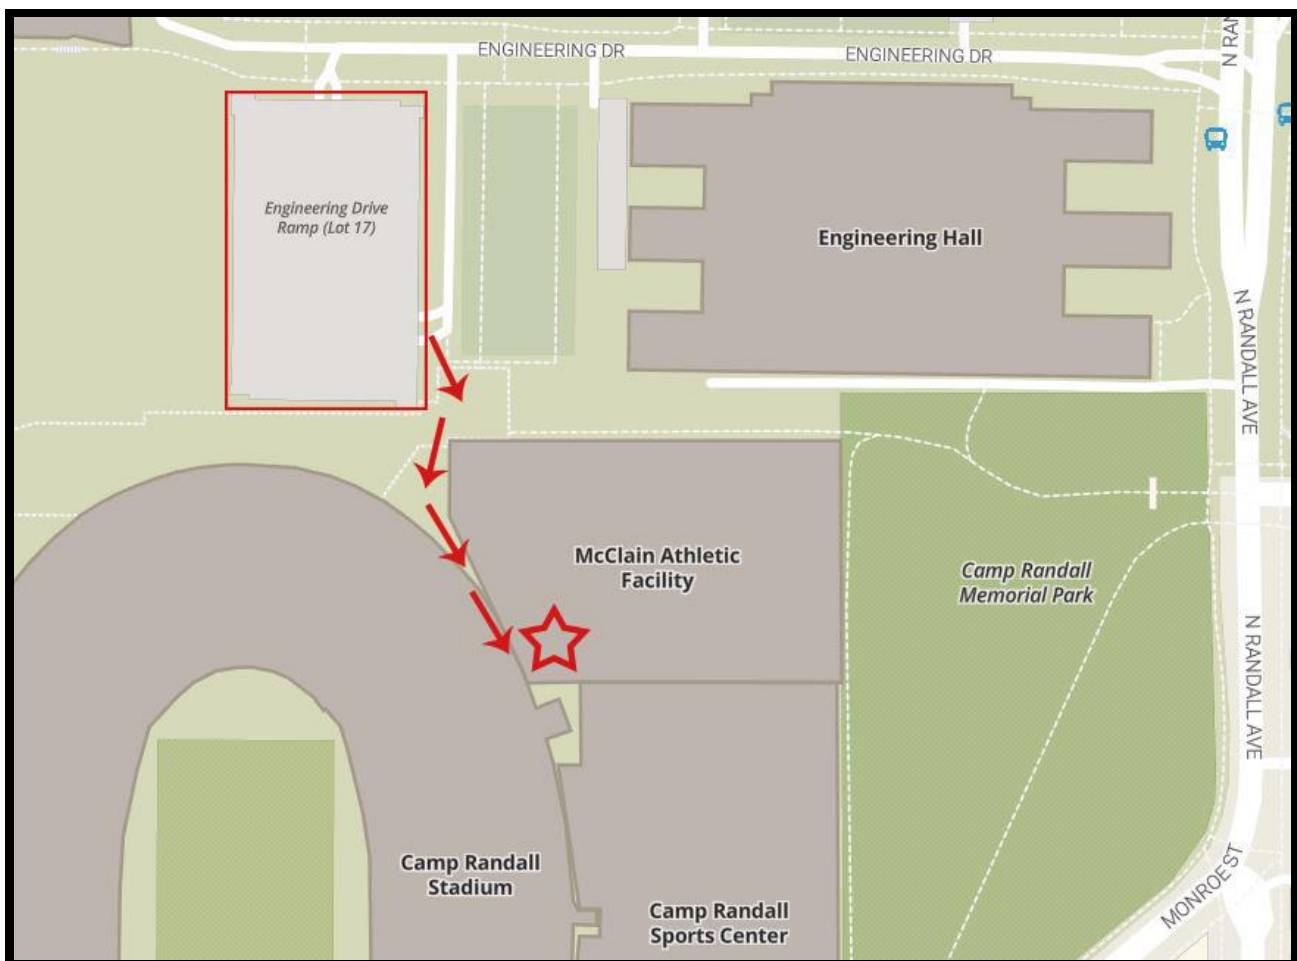 ENGINEERING DR
ENGINEERING DR
N RAN
Engineering Drive
Ramp (Lot 17)
Engineering Hall
N RANDALL AVE
McClain Athletic
Facility
Camp Randall
Memorial Park
N RANDALL AVE
Camp Randall
Stadium
MONROE ST
Camp Randall
Sports Center